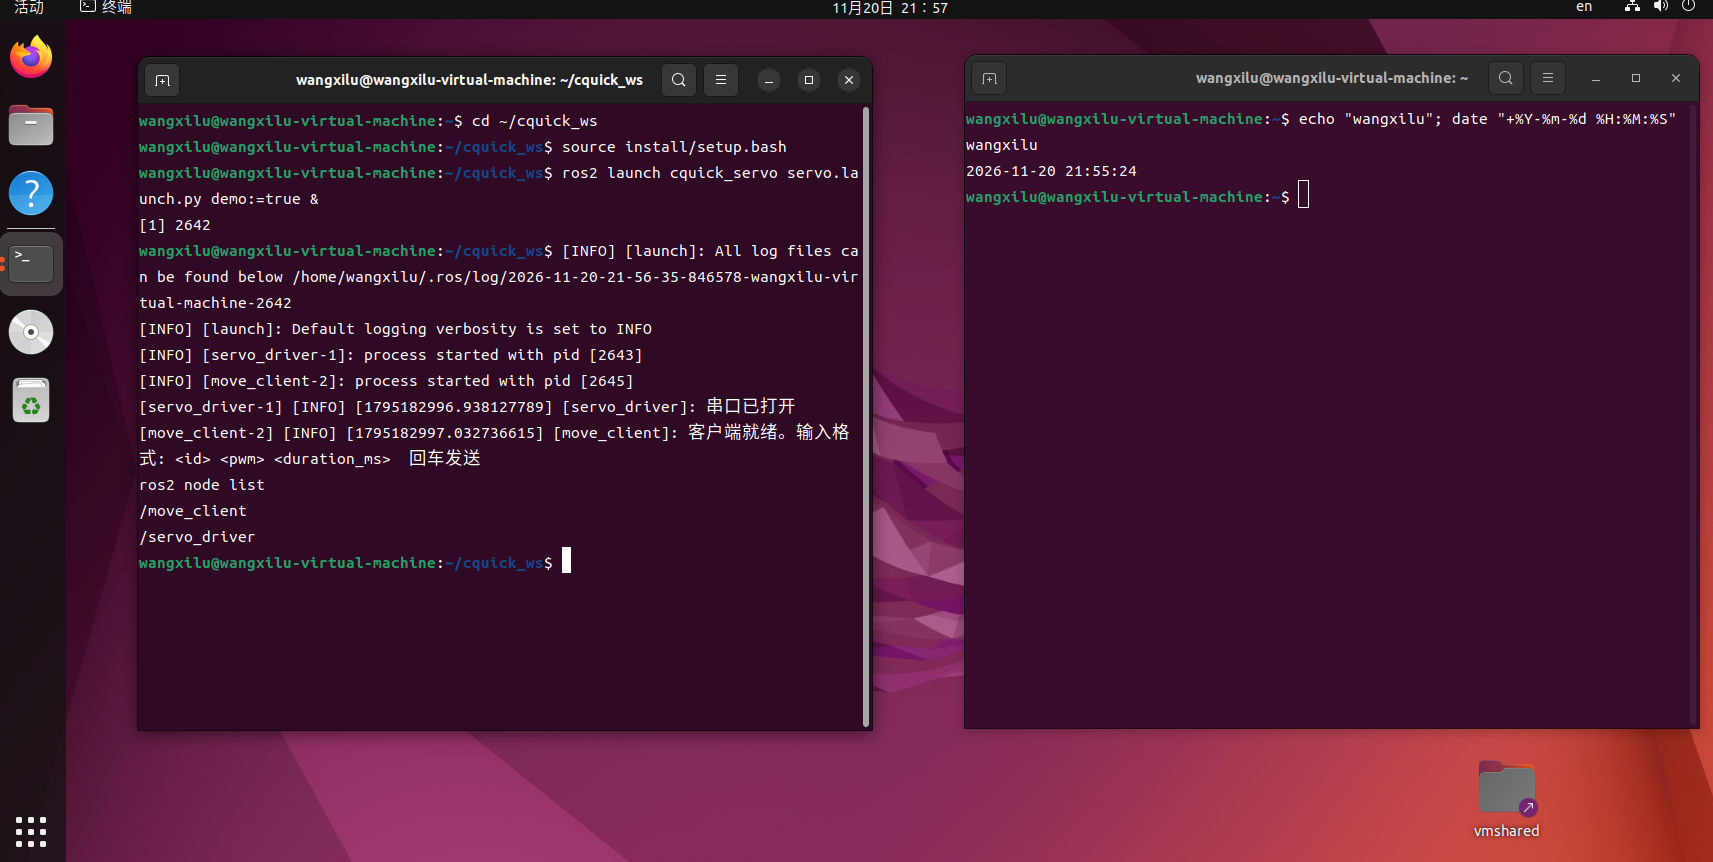 活动
终端
11月20日 21：57
en
wangxilu@wangxilu-virtual-machine: ~/cquick_ws
wangxilu@wangxilu-virtual-machine:~$ cd ~/cquick_ws
wangxilu@wangxilu-virtual-machine:~/cquick_ws$ source install/setup.bash
wangxilu@wangxilu-virtual-machine:~/cquick_ws$ ros2 launch cquick_servo servo.la
unch.py demo:=true &
[1] 2642
wangxilu@wangxilu-virtual-machine:~/cquick_ws$ [INFO] [launch]: All log files ca
n be found below /home/wangxilu/.ros/log/2026-11-20-21-56-35-846578-wangxilu-vir
tual-machine-2642
[INFO] [launch]: Default logging verbosity is set to INFO
[INFO] [servo_driver-1]: process started with pid [2643]
[INFO] [move_client-2]: process started with pid [2645]
[servo_driver-1] [INFO] [1795182996.938127789] [servo_driver]: 串口已打开
[move_client-2] [INFO] [1795182997.032736615] [move_client]: 客户端就绪。输入格
式: <id> <pwm> <duration_ms>  回车发送
ros2 node list
/move_client
/servo_driver
wangxilu@wangxilu-virtual-machine:~/cquick_ws$
wangxilu@wangxilu-virtual-machine: ~
wangxilu@wangxilu-virtual-machine:~$ echo "wangxilu"; date "+%Y-%m-%d %H:%M:%S"
wangxilu
2026-11-20 21:55:24
wangxilu@wangxilu-virtual-machine:~$
vmshared